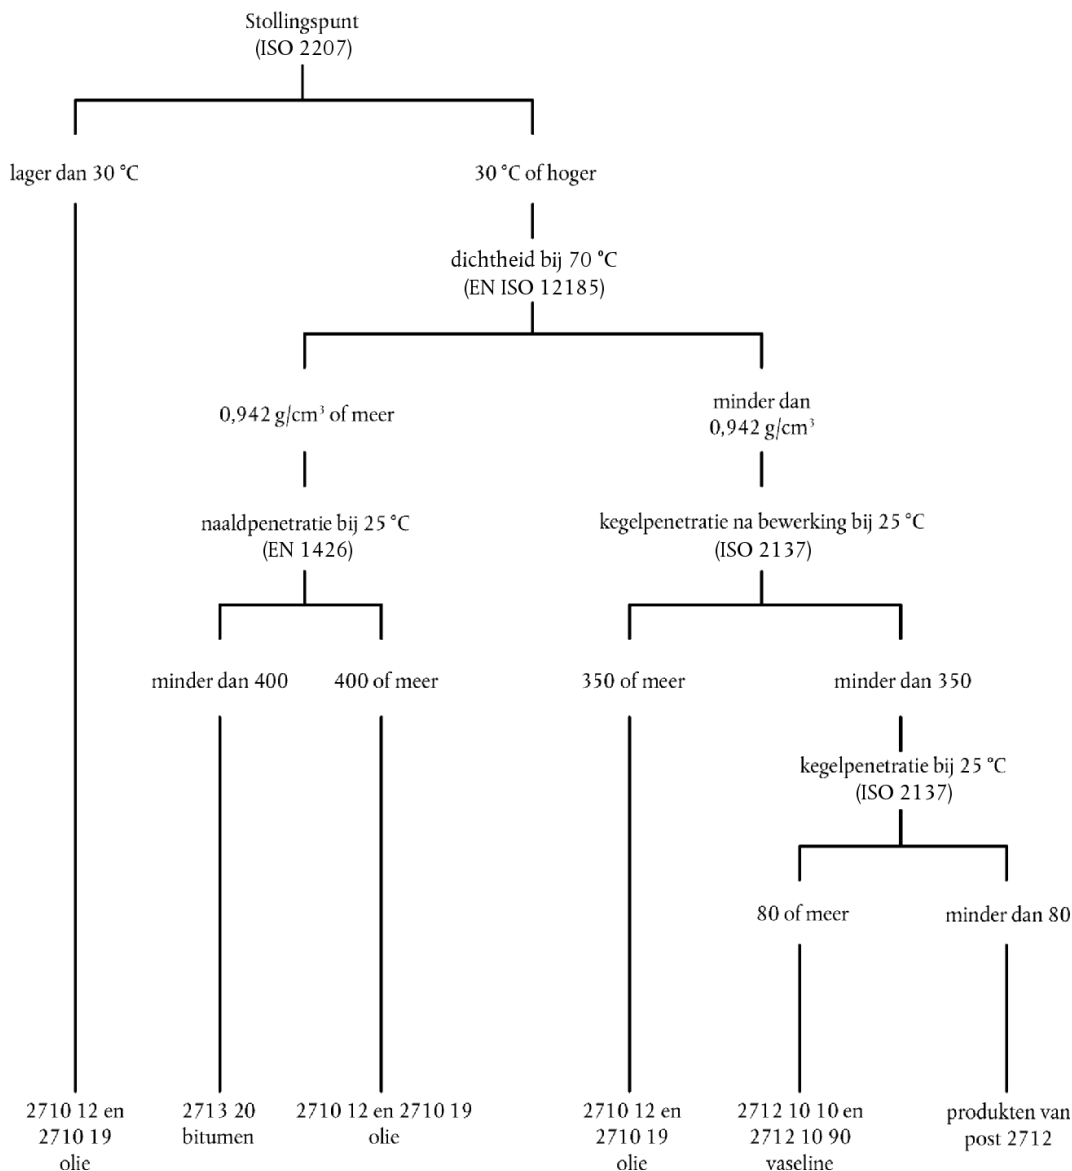 Stollingspunt
(ISO 2207)
lager dan 30 °C
30 °C of hoger
dichtheid bij 70 °C
(EN ISO 12185)
0,942 g/cm³ of meer
minder dan
0,942 g/cm³
naaldpenetratie bij 25 °C
(EN 1426)
kegelpenetratie na bewerking bij 25 °C
(ISO 2137)
minder dan 400
400 of meer
350 of meer
minder dan 350
kegelpenetratie bij 25 °C
(ISO 2137)
80 of meer
minder dan 80
2710 12 en
2710 19
olie
2713 20
bitumen
2710 12 en 2710 19
olie
2710 12 en
2710 19
olie
2712 10 10 en
2712 10 90
vaseline
produkten van
post 2712